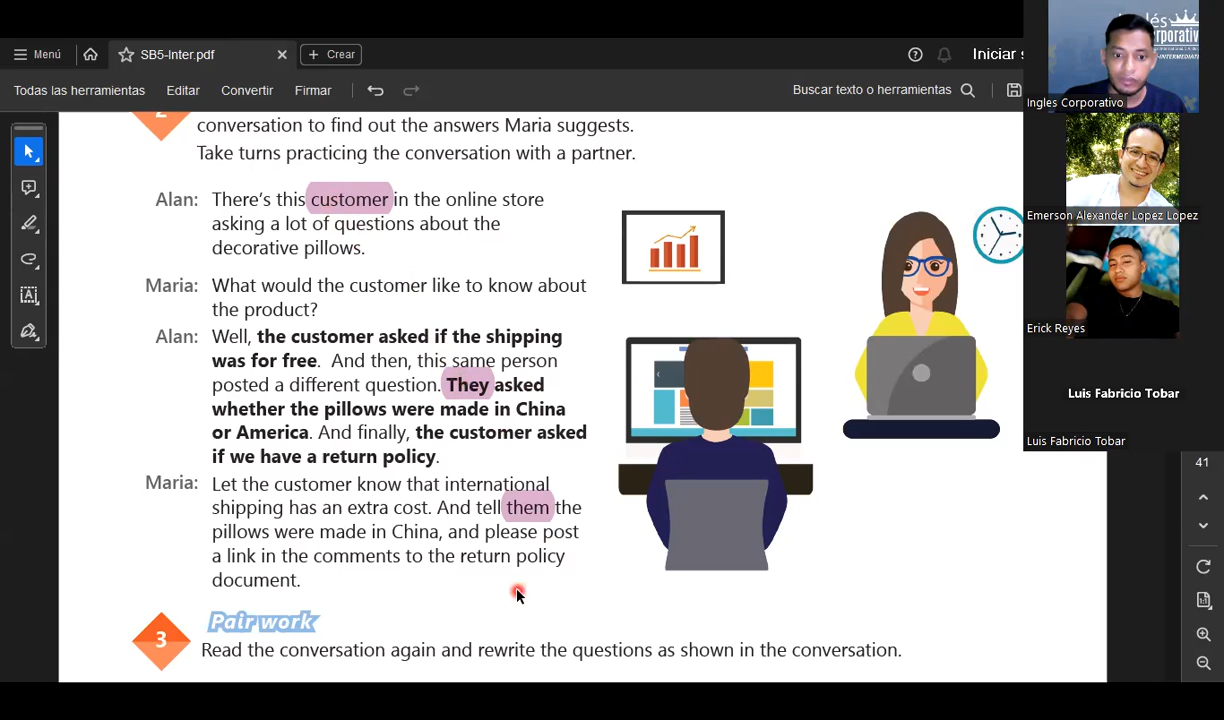 Menú
SB5-Inter.pdf
Crear
Iniciar s
Todas las herramientas
Editar
Convertir
Firmar
Buscar texto o herramientas
conversation to find out the answers Maria suggests.
Take turns practicing the conversation with a partner.
Alan: There's this customer in the online store
asking a lot of questions about the
decorative pillows.
Maria: What would the customer like to know about
the product?
Alan: Well, the customer asked if the shipping
was for free. And then, this same person
posted a different question. They asked
whether the pillows were made in China
or America. And finally, the customer asked
if we have a return policy.
Maria: Let the customer know that international
shipping has an extra cost. And tell them the
pillows were made in China, and please post
a link in the comments to the return policy
document.
3
Pair work
Read the conversation again and rewrite the questions as shown in the conversation.
41
Ingles Corporativo
Emerson Alexander Lopez Lopez
Erick Reyes
Luis Fabricio Tobar
Luis Fabricio Tobar